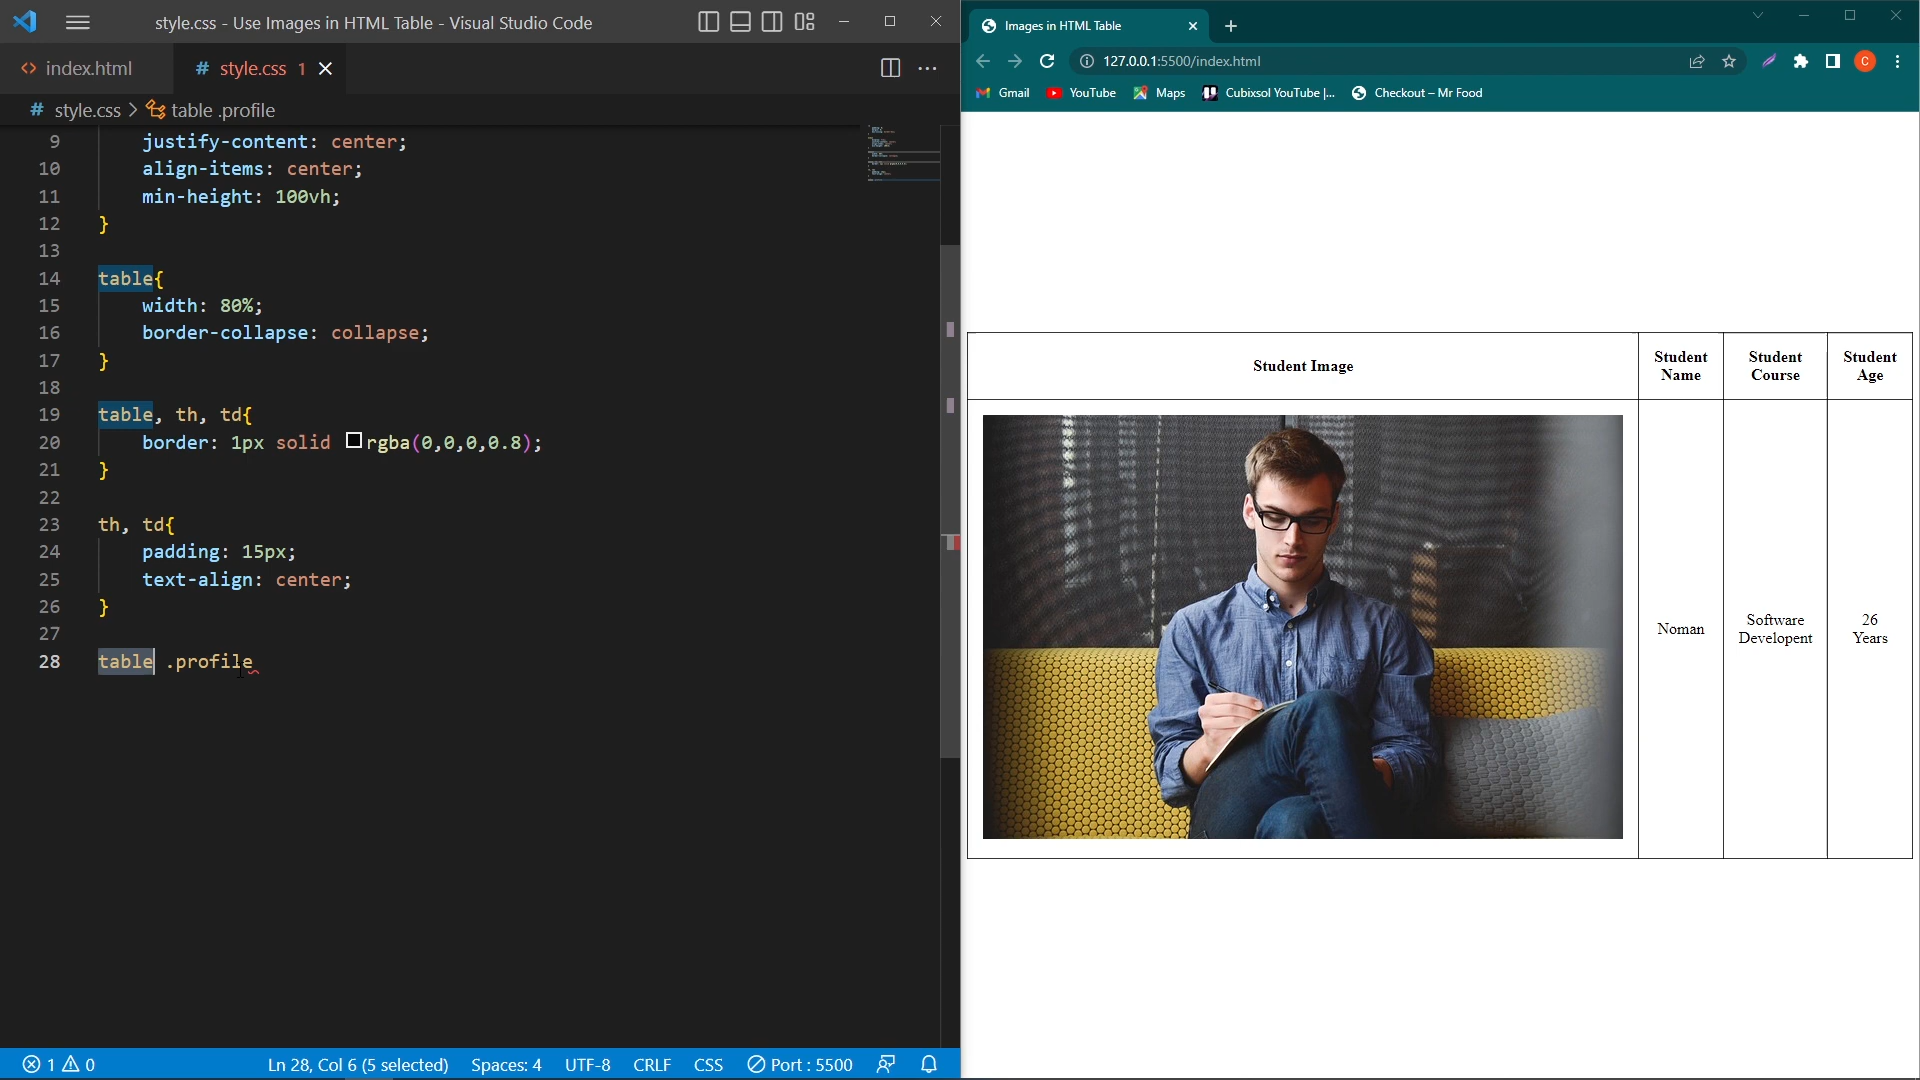 style.css - Use Images in HTML Table - Visual Studio Code
index.html
# style.css 1
# style.css > table .profile
9 justify-content: center;
10 align-items: center;
11 min-height: 100vh;
12 }
13
14 table{
15 width: 80%;
16 border-collapse: collapse;
17 }
18
19 table, th, td{
20 border: 1px solid rgba(0,0,0,0.8);
21 }
22
23 th, td{
24 padding: 15px;
25 text-align: center;
26 }
27
28 table .profile
1 0 Ln 28, Col 6 (5 selected) Spaces: 4 UTF-8 CRLF CSS Port : 5500
Images in HTML Table
127.0.0.1:5500/index.html
C
Gmail YouTube Maps Cubixsol YouTube |... Checkout – Mr Food
Student Image
Student
Name
Student
Course
Student
Age
Noman
Software
Developent
26
Years